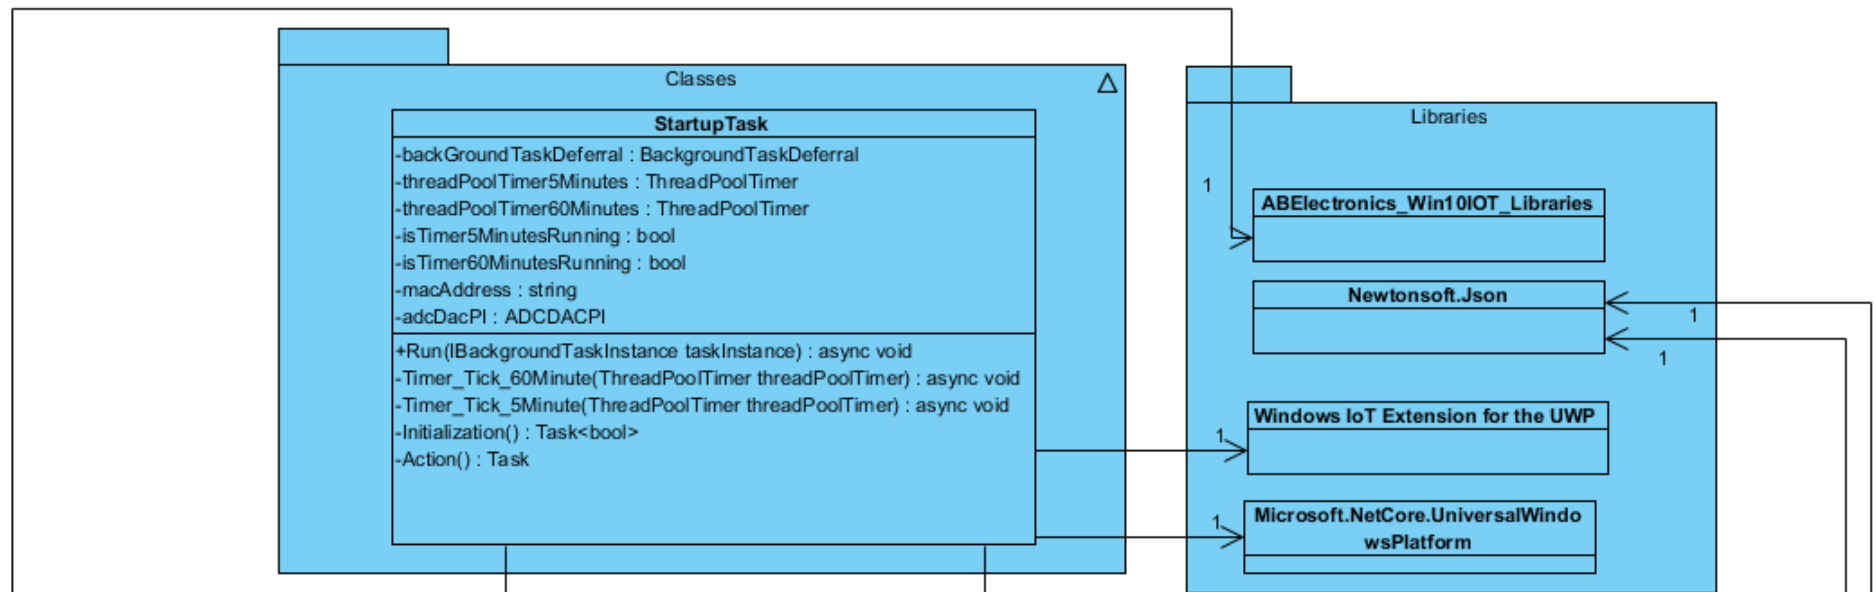 Classes
StartupTask
-backGroundTaskDeferral : BackgroundTaskDeferral
-threadPoolTimer5Minutes : ThreadPoolTimer
-threadPoolTimer60Minutes : ThreadPoolTimer
-isTimer5MinutesRunning : bool
-isTimer60MinutesRunning : bool
-macAddress : string
-adcDacPI : ADCDACPI
+Run(IBackgroundTaskInstance taskInstance) : async void
-Timer_Tick_60Minute(ThreadPoolTimer threadPoolTimer) : async void
-Timer_Tick_5Minute(ThreadPoolTimer threadPoolTimer) : async void
-Initialization() : Task<bool>
-Action() : Task
Libraries
1
ABElectronics_Win10IOT_Libraries
Newtonsoft.Json
1
1
Windows IoT Extension for the UWP
1
Microsoft.NetCore.UniversalWindo
wsPlatform
1